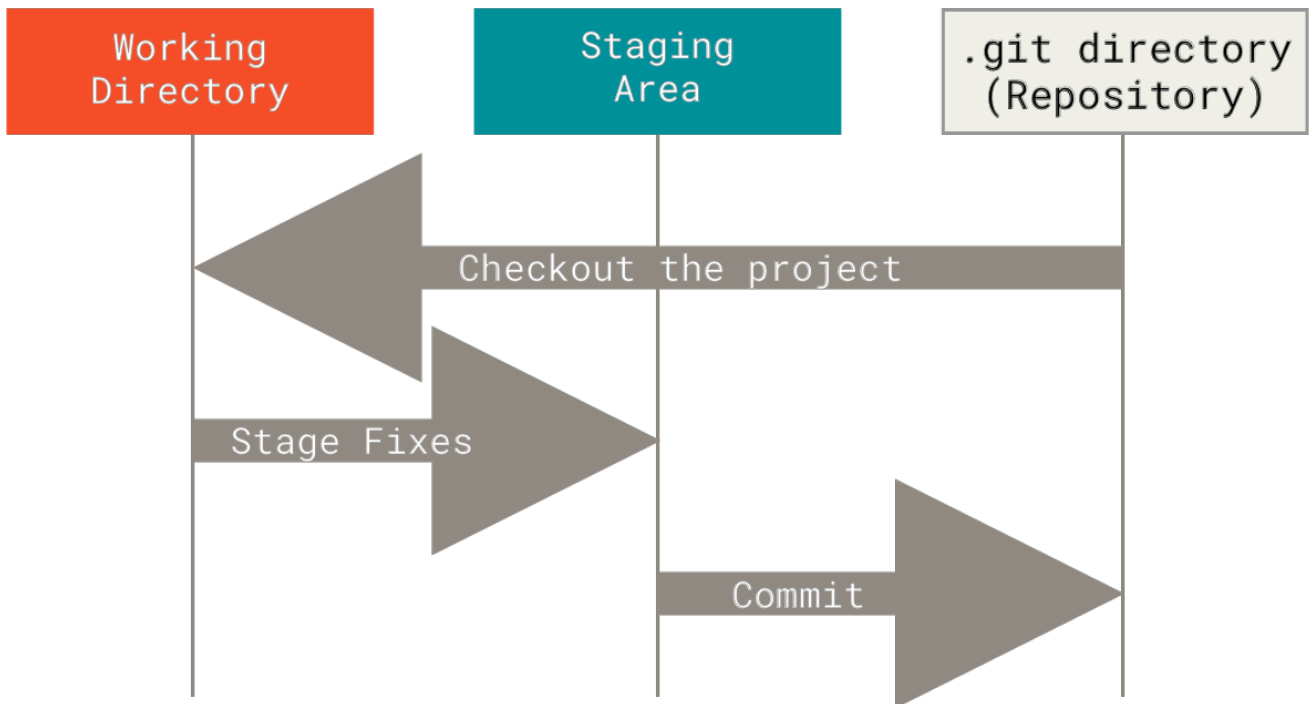 Working
Directory
Staging
Area
.git directory
(Repository)
Checkout the project
Stage Fixes
Commit